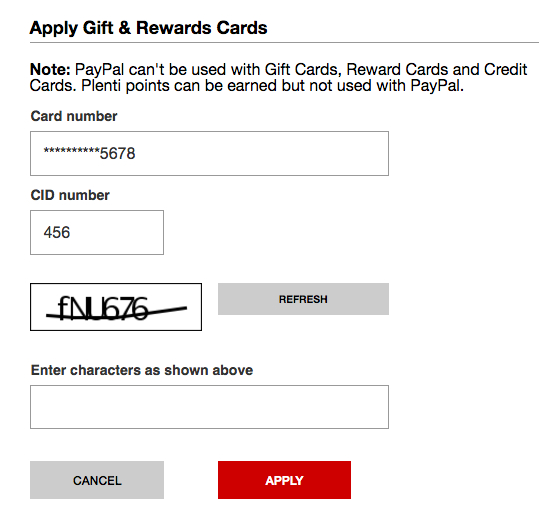 Apply Gift & Rewards Cards
Note: PayPal can't be used with Gift Cards, Reward Cards and Credit
Cards. Plenti points can be earned but not used with PayPal.
Card number
**********5678
CID number
456
fNU676
REFRESH
Enter characters as shown above
CANCEL
APPLY